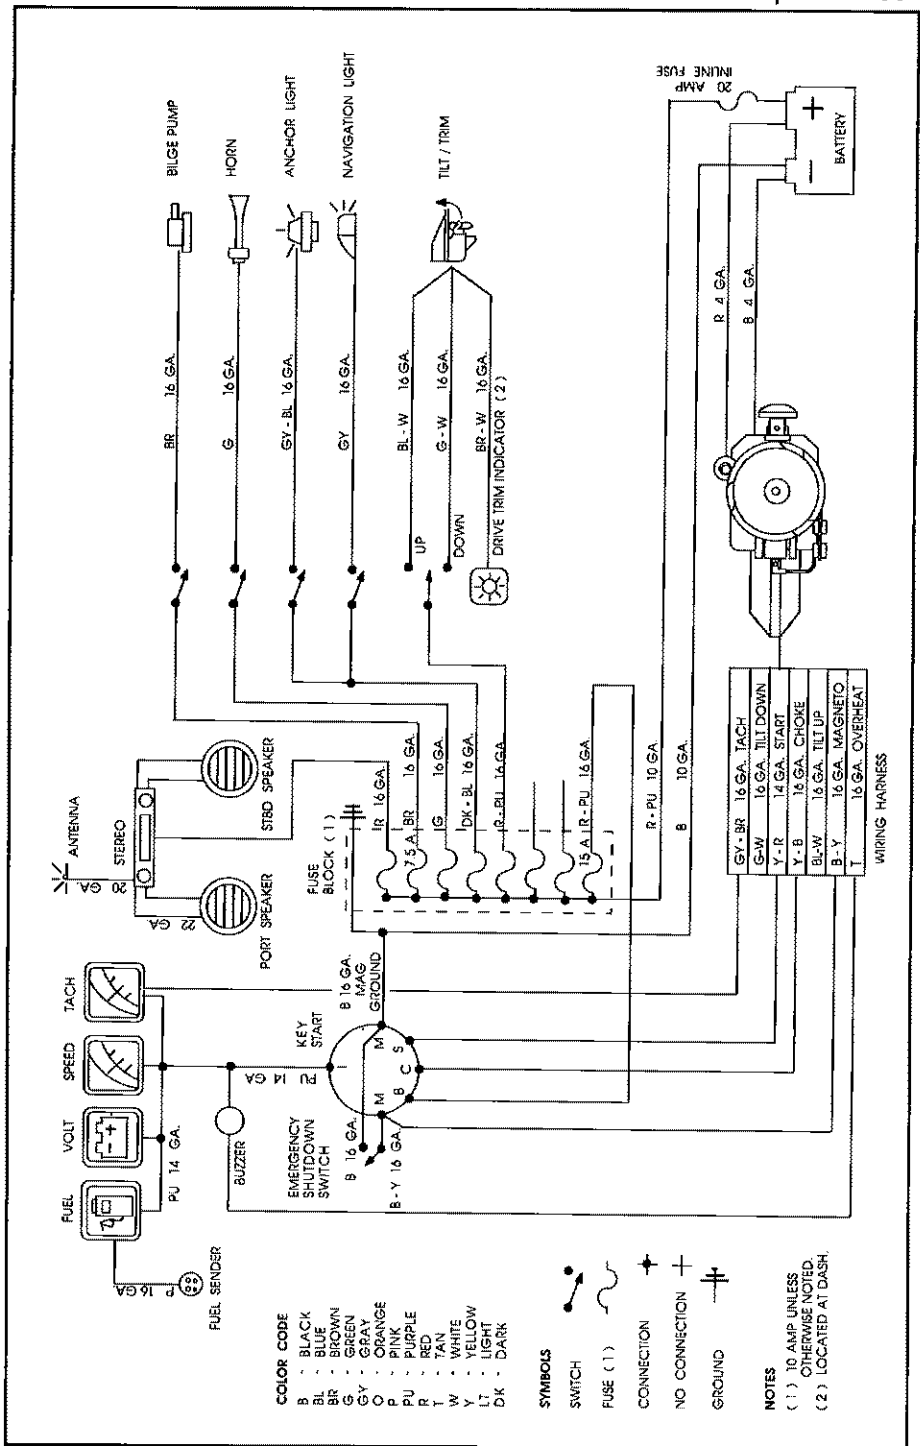 FUEL
VOLT
SPEED
TACH
ANTENNA
20 GA.
STEREO
22 GA.
PORT SPEAKER
STBD SPEAKER
BILGE PUMP
HORN
ANCHOR LIGHT
NAVIGATION LIGHT
TILT / TRIM
BR 16 GA.
G 16 GA.
GY - BL 16 GA.
GY 16 GA.
BL - W 16 GA.
G - W 16 GA.
BR - W 16 GA.
UP
DOWN
DRIVE TRIM INDICATOR ( 2 )
P 16 GA.
FUEL SENDER
PU 14 GA.
BUZZER
PU 14 GA
KEY
START
B 16 GA.
MAG
GROUND
EMERGENCY
SHUTDOWN
SWITCH
B 16 GA.
B - Y 16 GA.
M
B
C
S
M
FUSE
BLOCK ( 1 )
R 16 GA.
7.5 A BR 16 GA.
G 16 GA.
DK - BL 16 GA.
R - PU 16 GA.
15 A R - PU 16 GA.
R - PU 10 GA.
B 10 GA.
20 AMP
INLINE FUSE
+
-
BATTERY
R 4 GA.
B 4 GA.
GY - BR 16 GA. TACH
G-W 16 GA. TILT DOWN
Y - R 14 GA. START
Y - B 16 GA. CHOKE
BL-W 16 GA. TILT UP
B - Y 16 GA. MAGNETO
T 16 GA. OVERHEAT
WIRING HARNESS
COLOR CODE
B - BLACK
BL - BLUE
BR - BROWN
G - GREEN
GY - GRAY
O - ORANGE
P - PINK
PU - PURPLE
R - RED
T - TAN
W - WHITE
Y - YELLOW
LT - LIGHT
DK - DARK
SYMBOLS
SWITCH
FUSE ( 1 )
CONNECTION
NO CONNECTION
GROUND
NOTES
( 1 ) 10 AMP UNLESS
OTHERWISE NOTED.
( 2 ) LOCATED AT DASH.